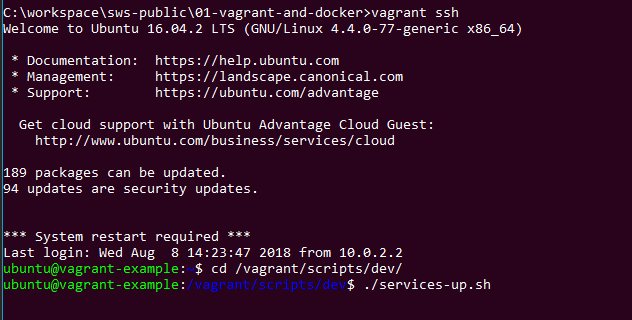 C:\workspace\sws-public\01-vagrant-and-docker>vagrant ssh
Welcome to Ubuntu 16.04.2 LTS (GNU/Linux 4.4.0-77-generic x86_64)
* Documentation:  https://help.ubuntu.com
* Management:     https://landscape.canonical.com
* Support:        https://ubuntu.com/advantage
Get cloud support with Ubuntu Advantage Cloud Guest:
http://www.ubuntu.com/business/services/cloud
189 packages can be updated.
94 updates are security updates.
*** System restart required ***
Last login: Wed Aug  8 14:23:47 2018 from 10.0.2.2
ubuntu@vagrant-example:~$ cd /vagrant/scripts/dev/
ubuntu@vagrant-example:/vagrant/scripts/dev$ ./services-up.sh